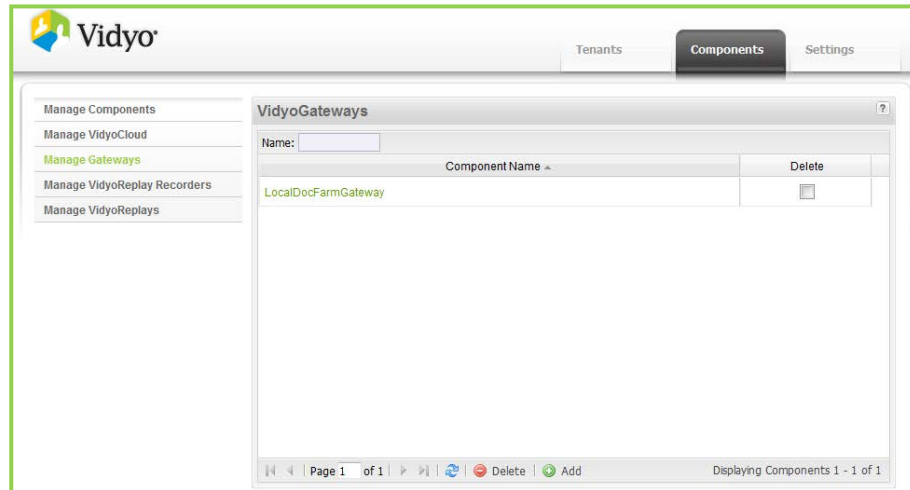 Vidyo
Tenants Components Settings
Manage Components
Manage VidyoCloud
Manage Gateways
Manage VidyoReplay Recorders
Manage VidyoReplays
VidyoGateways ?
Name:
Component Name Delete
LocalDocFarmGateway
Page 1 of 1 Delete Add Displaying Components 1 - 1 of 1